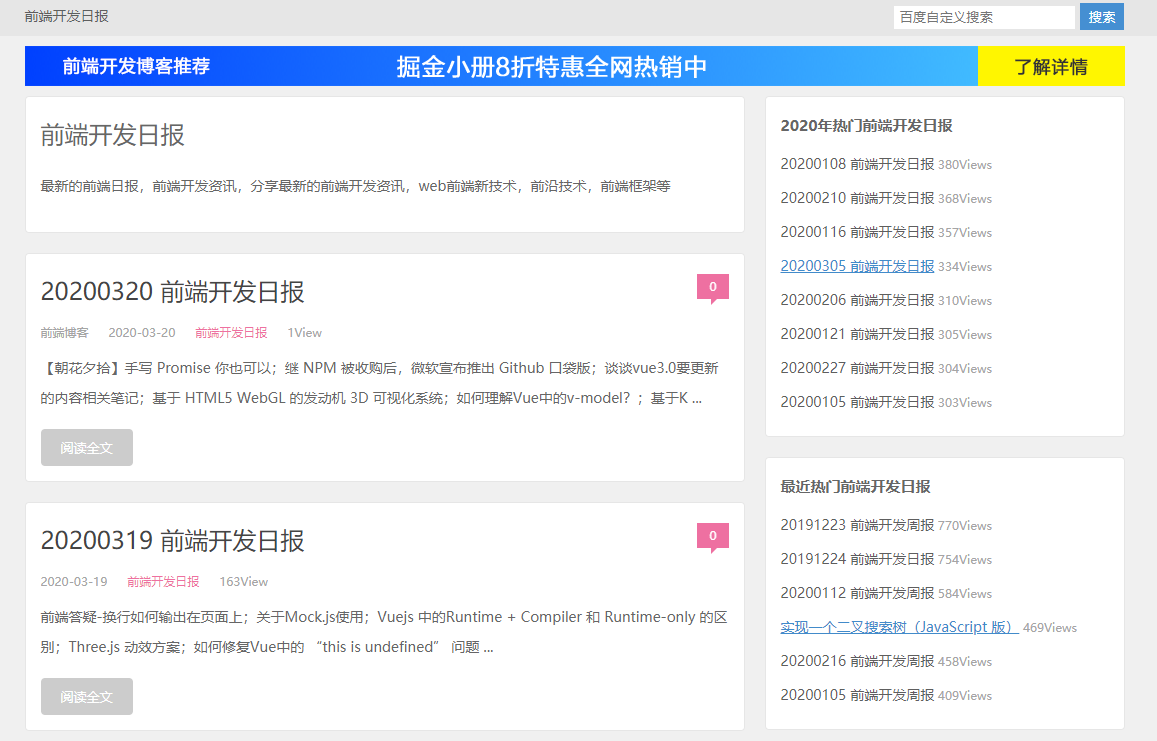 前端开发日报
百度自定义搜索
搜索
前端开发博客推荐
掘金小册8折特惠全网热销中
了解详情
前端开发日报
最新的前端日报，前端开发资讯，分享最新的前端开发资讯，web前端新技术，前沿技术，前端框架等
20200320 前端开发日报
0
前端博客 2020-03-20 前端开发日报 1View
【朝花夕拾】手写 Promise 你也可以；继 NPM 被收购后，微软宣布推出 Github 口袋版；谈谈vue3.0要更新
的内容相关笔记；基于 HTML5 WebGL 的发动机 3D 可视化系统；如何理解Vue中的v-model？；基于K ...
阅读全文
20200319 前端开发日报
0
2020-03-19 前端开发日报 163View
前端答疑-换行如何输出在页面上；关于Mock.js使用；Vuejs 中的Runtime + Compiler 和 Runtime-only 的区
别；Three.js 动效方案；如何修复Vue中的 “this is undefined” 问题 ...
阅读全文
2020年热门前端开发日报
20200108 前端开发日报 380Views
20200210 前端开发日报 368Views
20200116 前端开发日报 357Views
20200305 前端开发日报 334Views
20200206 前端开发日报 310Views
20200121 前端开发日报 305Views
20200227 前端开发日报 304Views
20200105 前端开发日报 303Views
最近热门前端开发日报
20191223 前端开发周报 770Views
20191224 前端开发日报 754Views
20200112 前端开发周报 584Views
实现一个二叉搜索树（JavaScript 版） 469Views
20200216 前端开发周报 458Views
20200105 前端开发周报 409Views